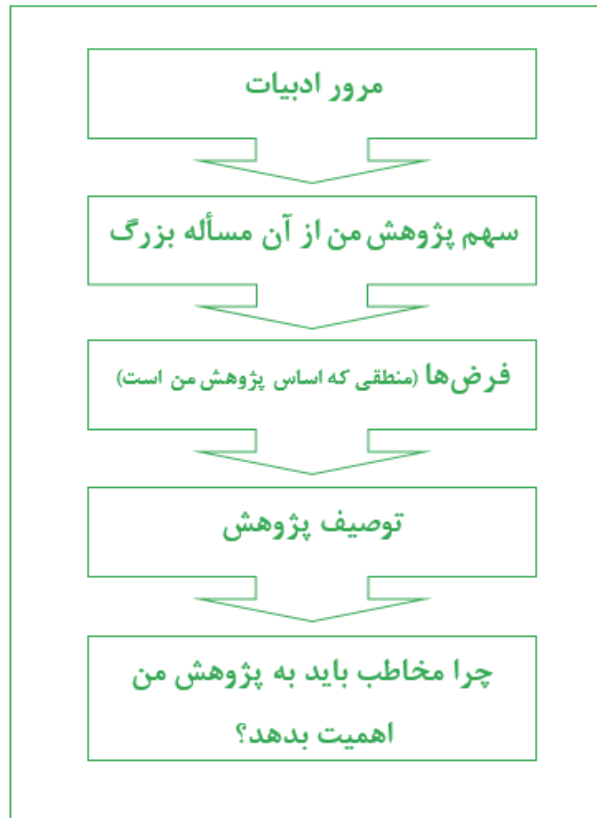 مرور ادبیات
سهم پژوهش من از آن مسأله بزرگ
فرض‌ها (منطقی که اساس پژوهش من است)
توصیف پژوهش
چرا مخاطب باید به پژوهش من
اهمیت بدهد؟